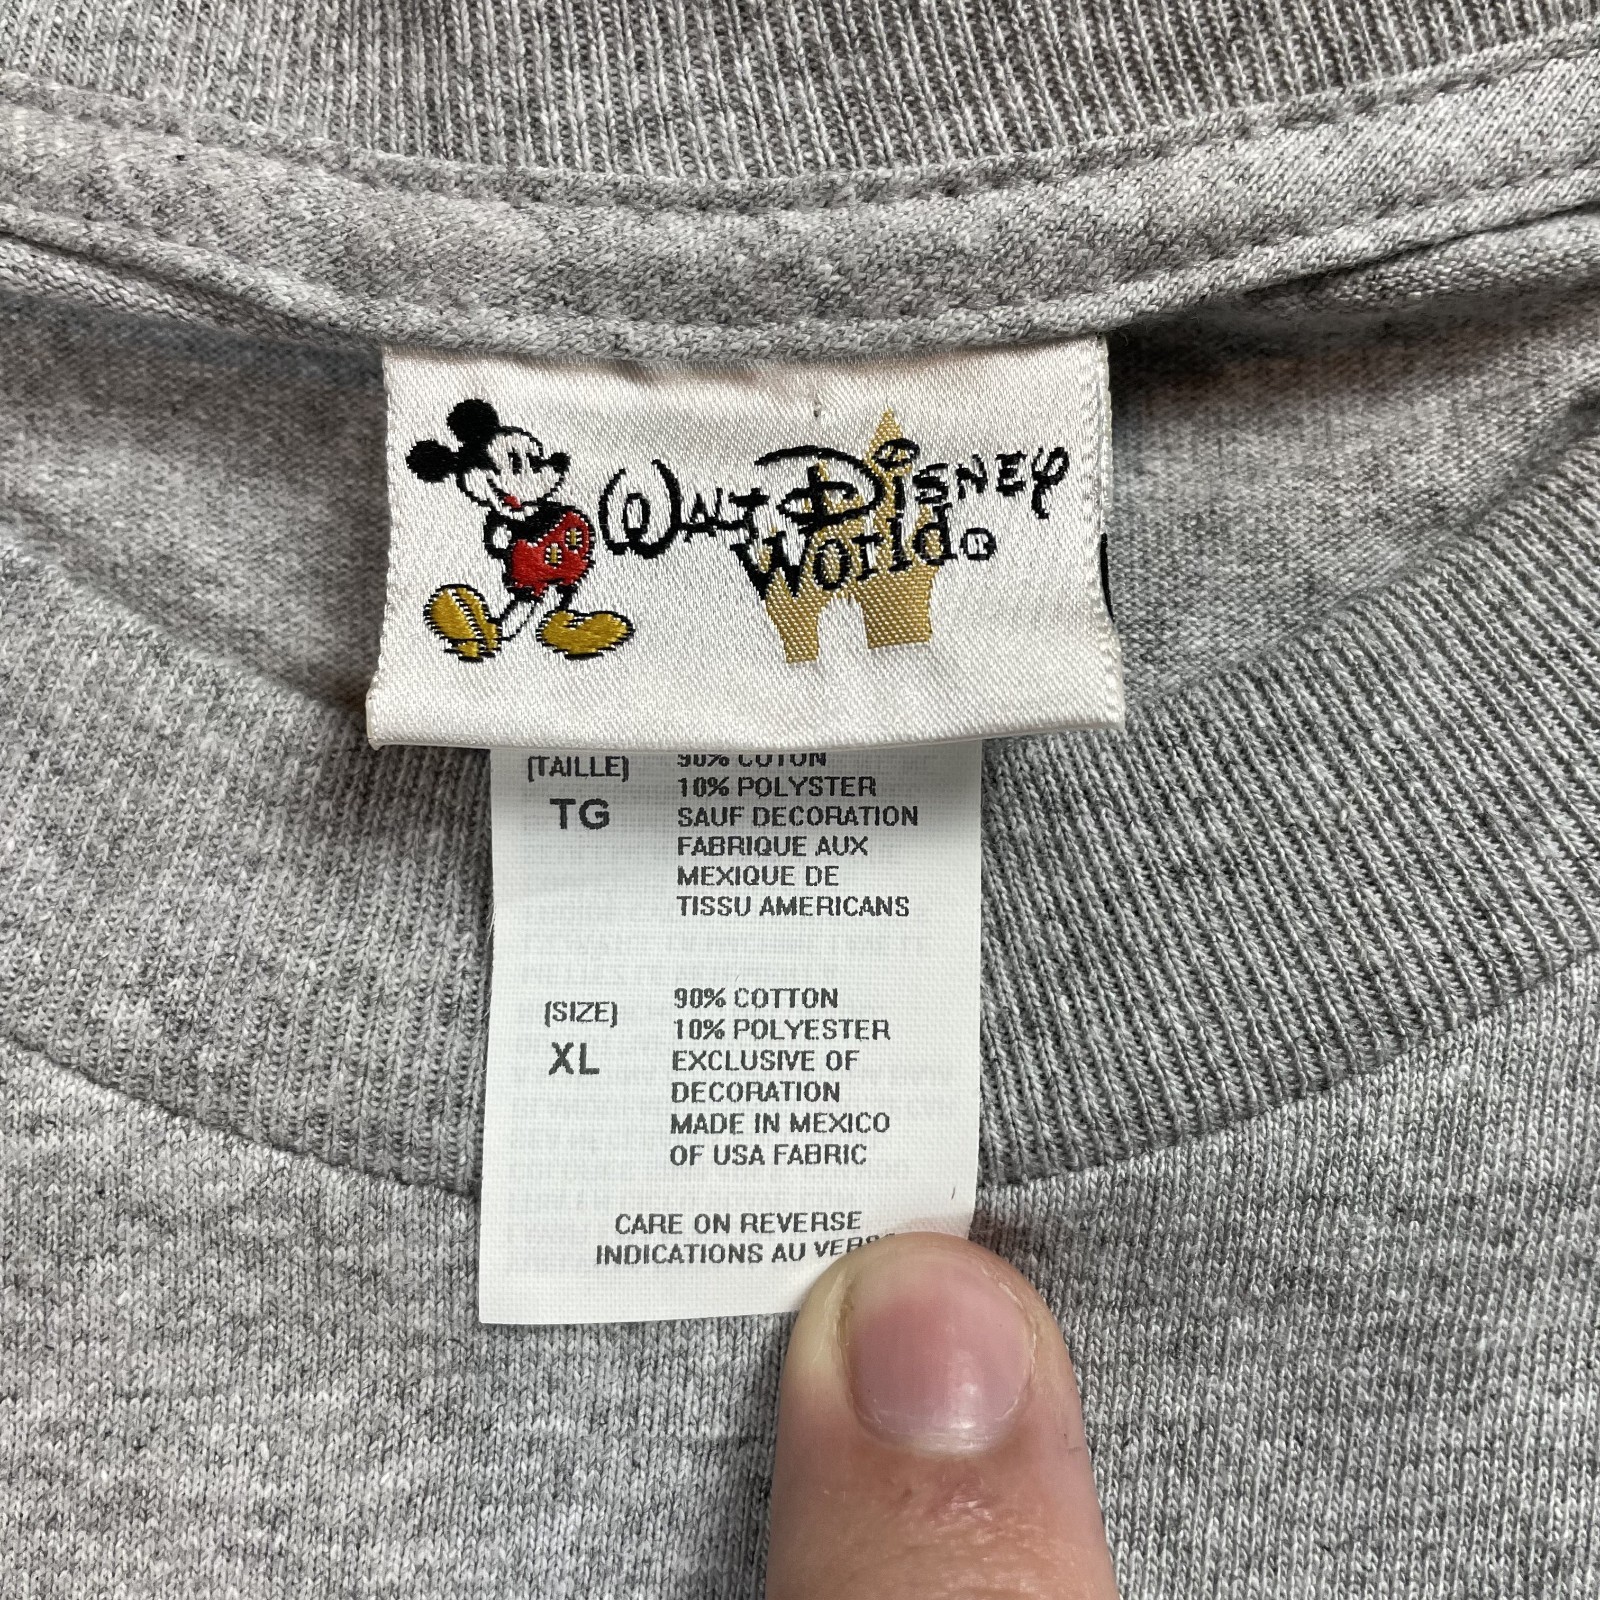 Walt Disney
World®
(TAILLE)
TG
90% COTON
10% POLYSTER
SAUF DECORATION
FABRIQUE AUX
MEXIQUE DE
TISSU AMERICANS
(SIZE)
XL
90% COTTON
10% POLYESTER
EXCLUSIVE OF
DECORATION
MADE IN MEXICO
OF USA FABRIC
CARE ON REVERSE
INDICATIONS AU